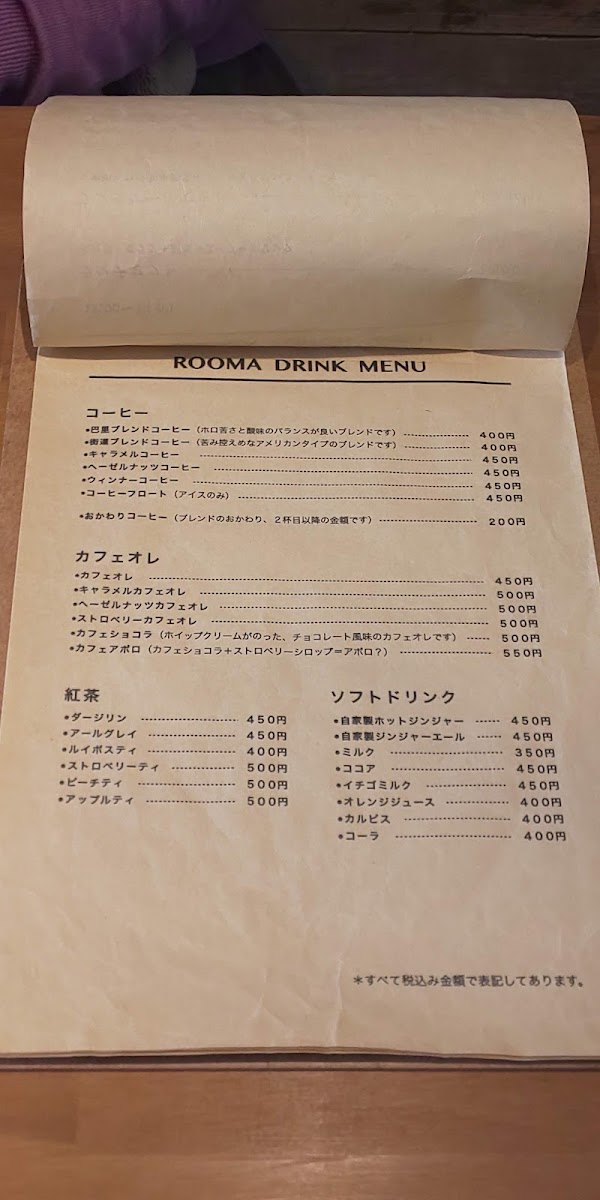 ROOMA DRINK MENU
コーヒー
•巴里ブレンドコーヒー（ホロ苦さと酸味のバランスが良いブレンドです） 400円
•街道ブレンドコーヒー（苦み控えめなアメリカンタイプのブレンドです） 400円
•キャラメルコーヒー 450円
•ヘーゼルナッツコーヒー 450円
•ウィンナーコーヒー 450円
•コーヒーフロート（アイスのみ） 450円
•おかわりコーヒー（ブレンドのおかわり、２杯目以降の金額です） 200円
カフェオレ
•カフェオレ 450円
•キャラメルカフェオレ 500円
•ヘーゼルナッツカフェオレ 500円
•ストロベリーカフェオレ 500円
•カフェショコラ（ホイップクリームがのった、チョコレート風味のカフェオレです） 500円
•カフェアポロ（カフェショコラ＋ストロベリーシロップ＝アポロ？） 550円
紅茶
•ダージリン 450円
•アールグレイ 450円
•ルイボスティ 400円
•ストロベリーティ 500円
•ピーチティ 500円
•アップルティ 500円
ソフトドリンク
•自家製ホットジンジャー 450円
•自家製ジンジャーエール 450円
•ミルク 350円
•ココア 450円
•イチゴミルク 450円
•オレンジジュース 400円
•カルピス 400円
•コーラ 400円
＊すべて税込み金額で表記してあります。